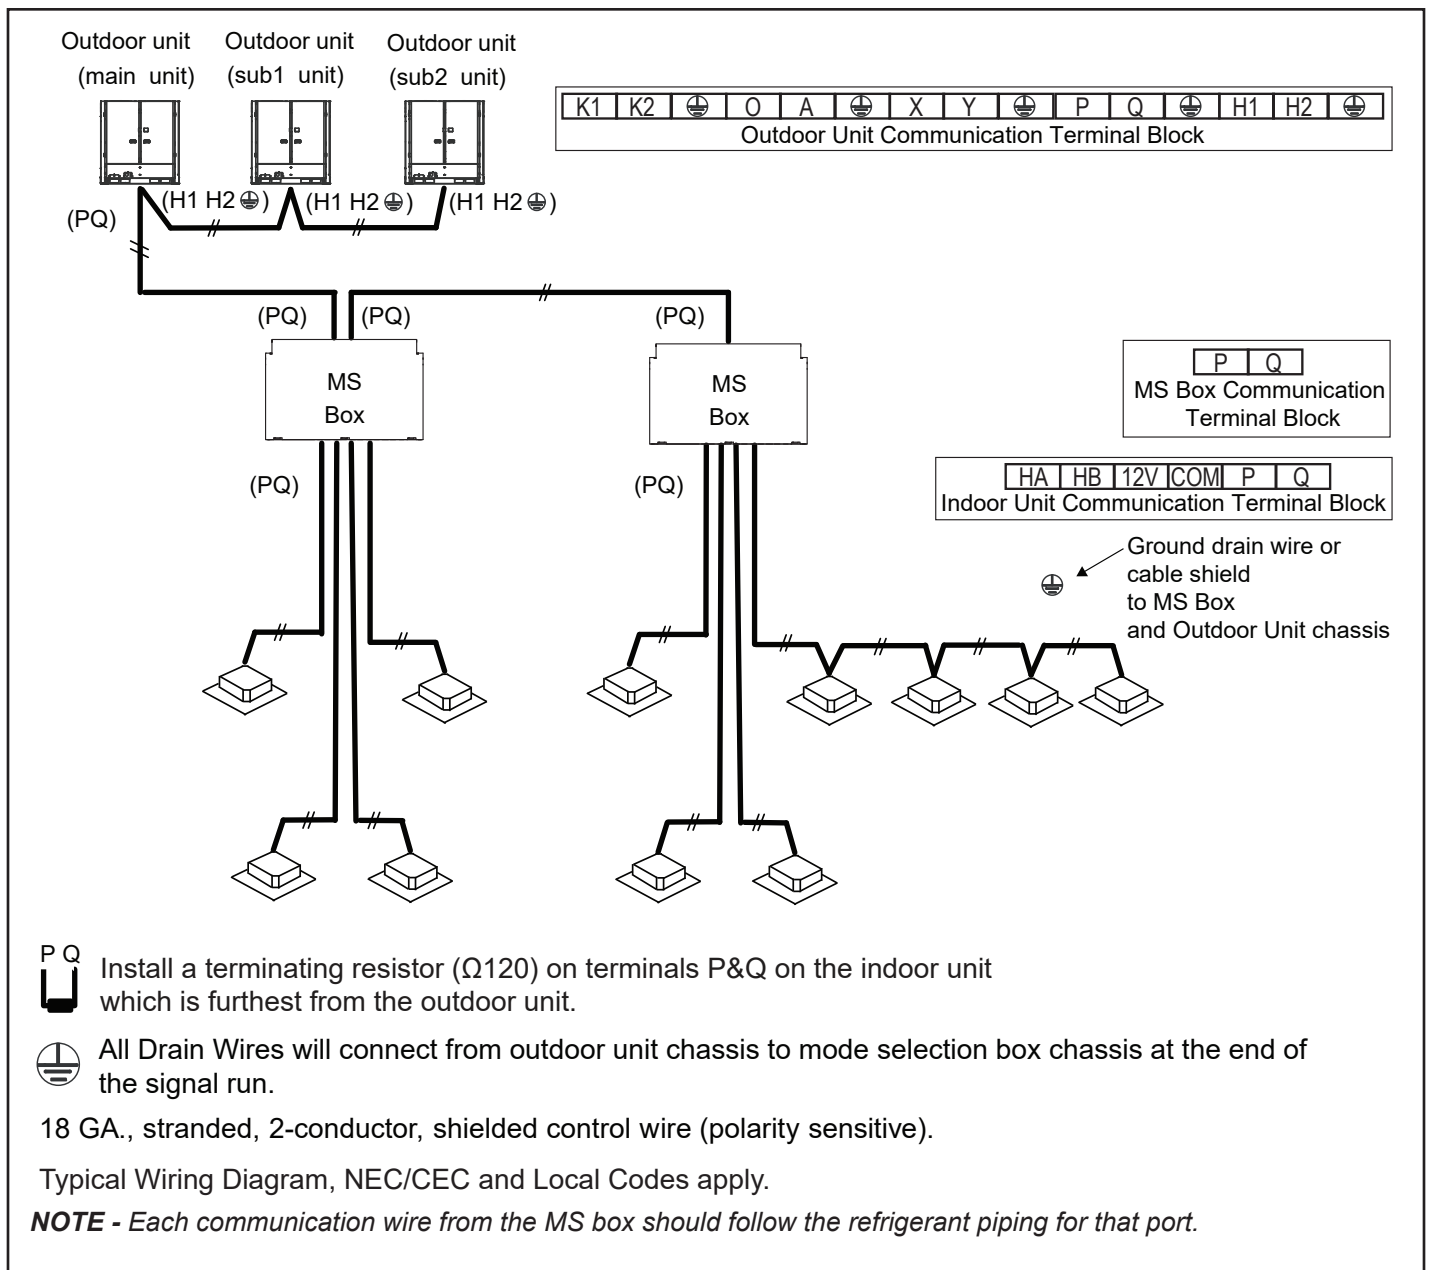 Outdoor unit
(main unit)
Outdoor unit
(sub1 unit)
Outdoor unit
(sub2 unit)
K1 K2 O A X Y P Q H1 H2
Outdoor Unit Communication Terminal Block
(PQ)
(H1 H2 )
(H1 H2 )
(H1 H2 )
(PQ)
(PQ)
(PQ)
MS
Box
MS
Box
P Q
MS Box Communication
Terminal Block
(PQ)
(PQ)
HA HB 12V COM P Q
Indoor Unit Communication Terminal Block
Ground drain wire or
cable shield
to MS Box
and Outdoor Unit chassis
P Q
Install a terminating resistor (Ω120) on terminals P&Q on the indoor unit
which is furthest from the outdoor unit.
All Drain Wires will connect from outdoor unit chassis to mode selection box chassis at the end of
the signal run.
18 GA., stranded, 2-conductor, shielded control wire (polarity sensitive).
Typical Wiring Diagram, NEC/CEC and Local Codes apply.
NOTE - Each communication wire from the MS box should follow the refrigerant piping for that port.